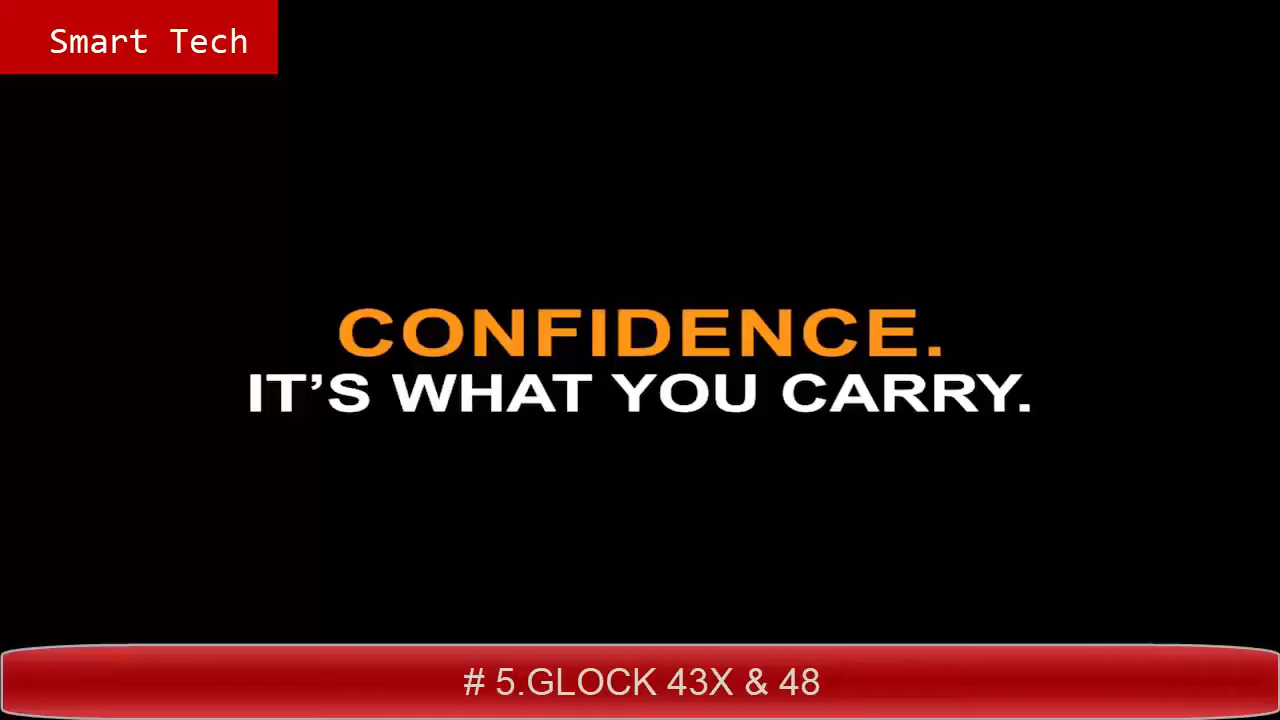 Smart Tech
CONFIDENCE.
IT’S WHAT YOU CARRY.
# 5.GLOCK 43X & 48